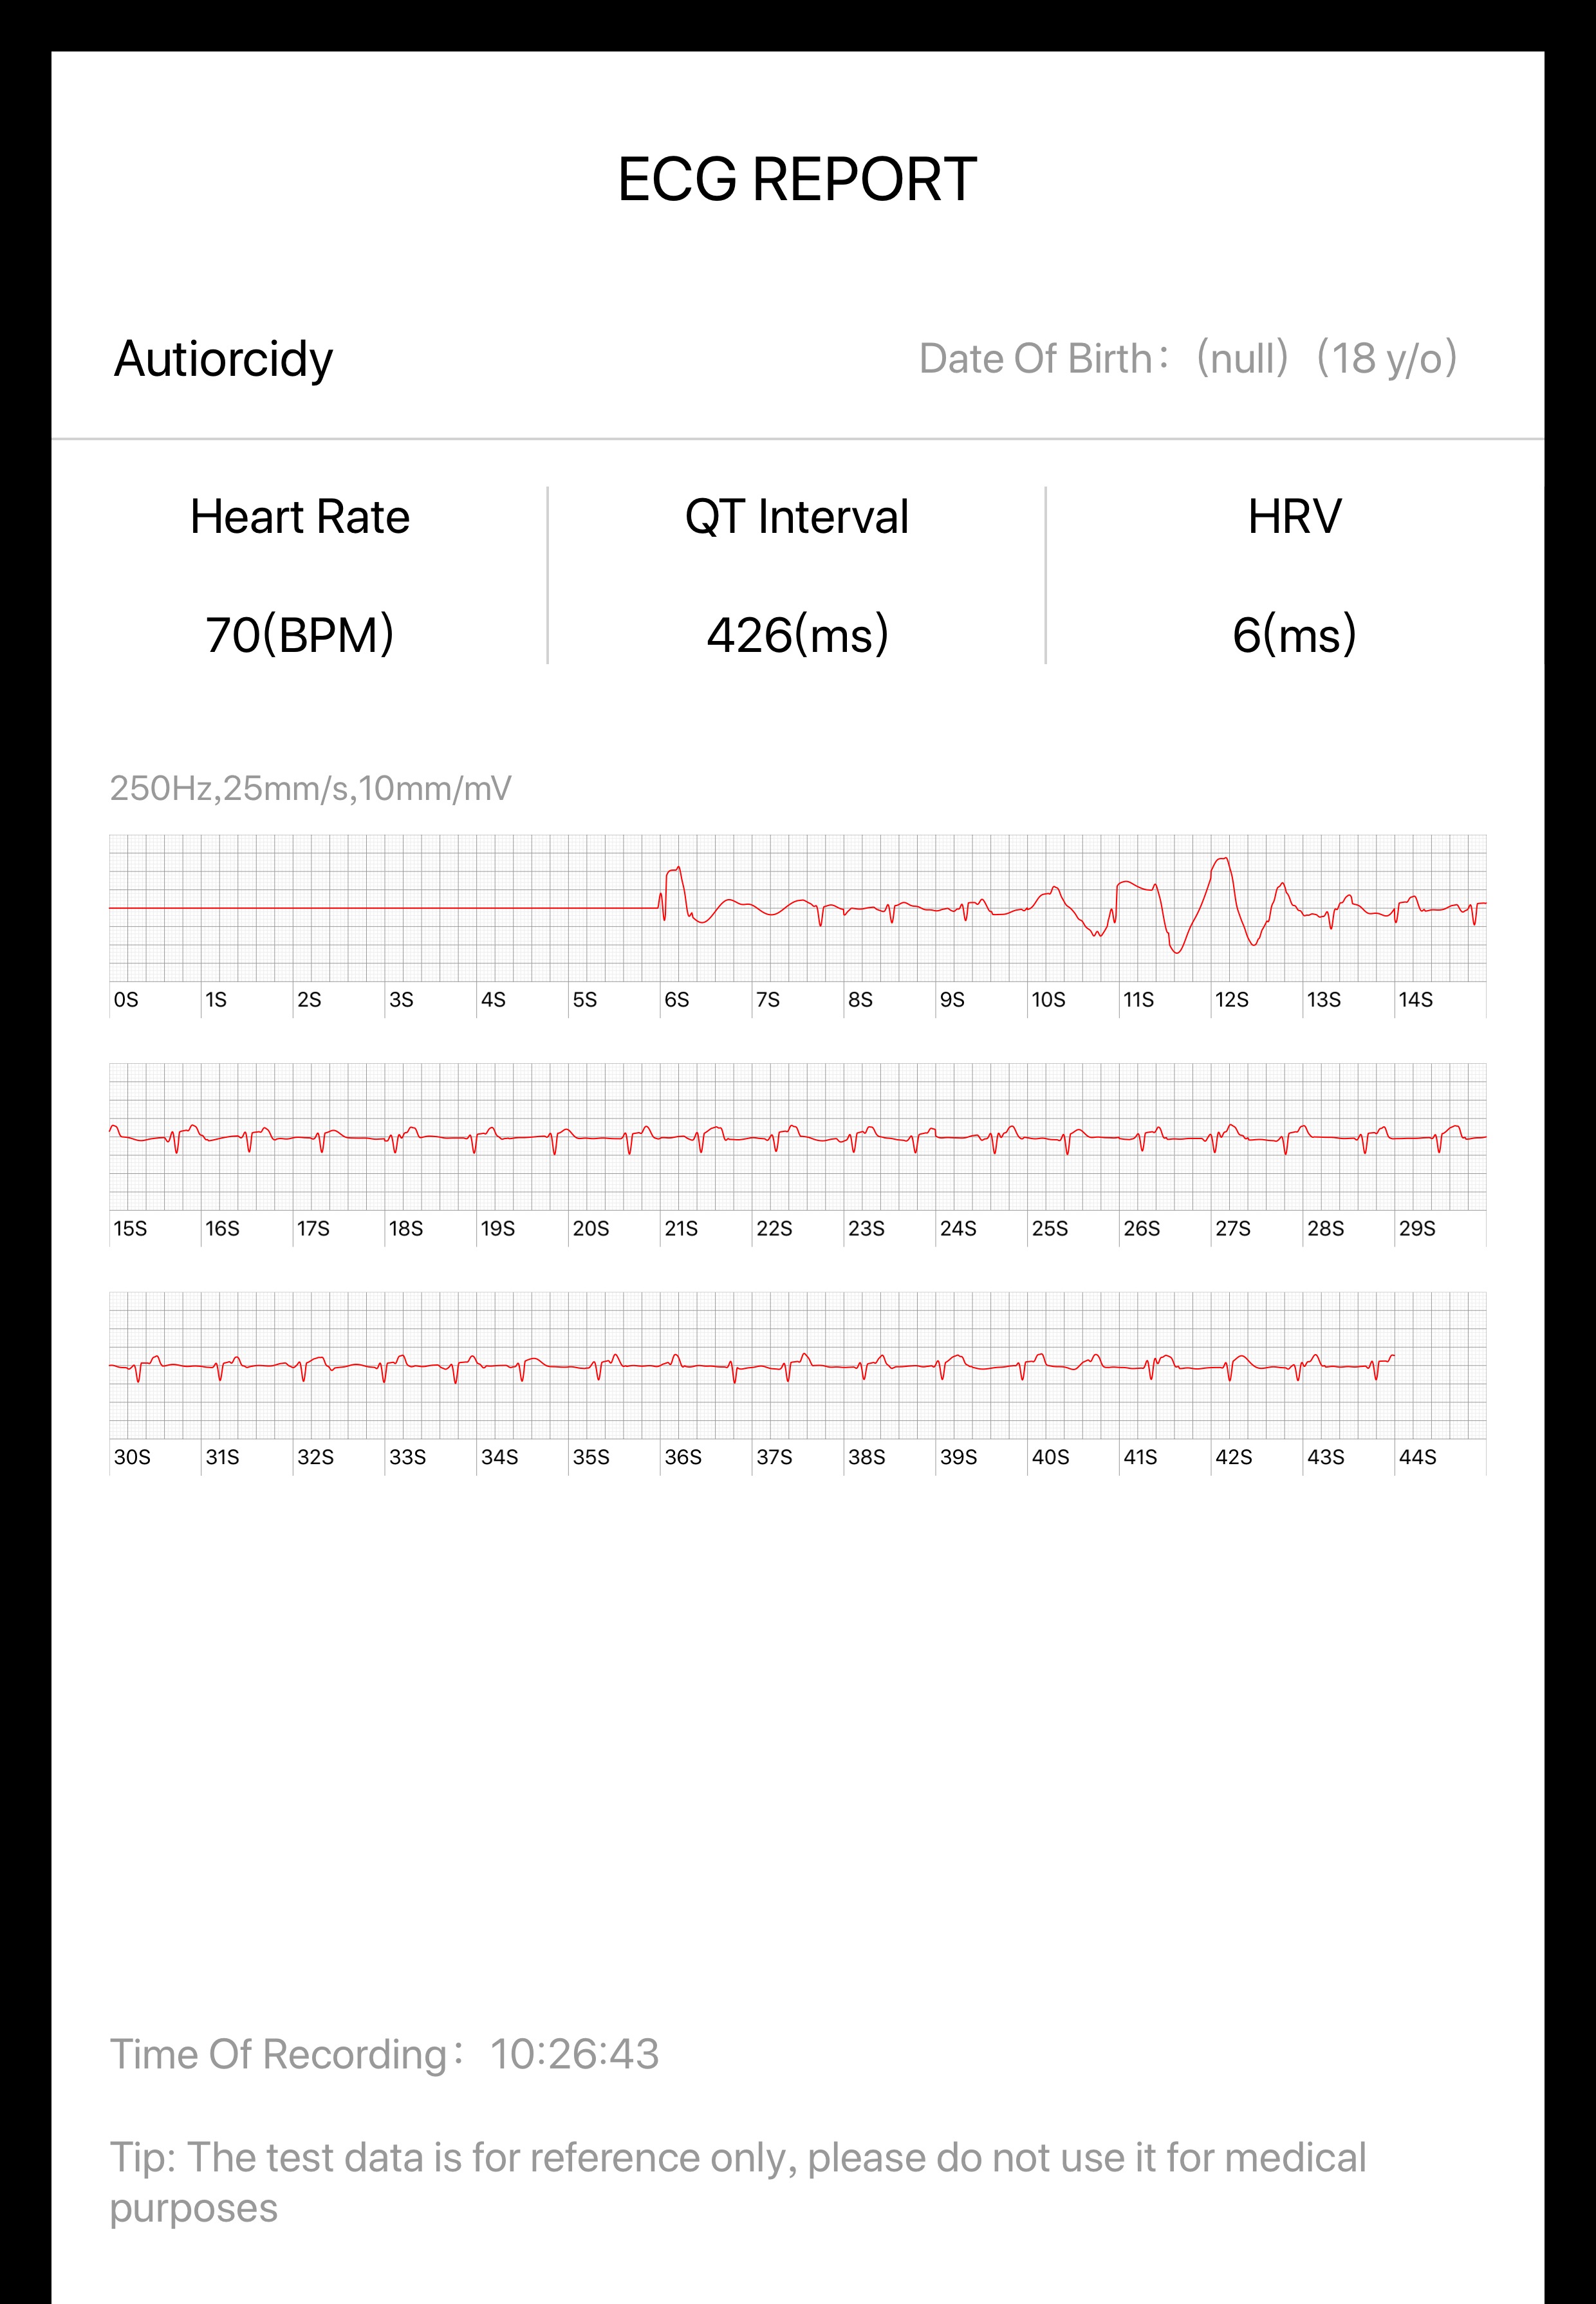 ECG REPORT
Autiorcidy
Date Of Birth：(null)（18 y/o）
Heart Rate QT Interval HRV
70(BPM) 426(ms) 6(ms)
250Hz,25mm/s,10mm/mV
0S 1S 2S 3S 4S 5S 6S 7S 8S 9S 10S 11S 12S 13S 14S
15S 16S 17S 18S 19S 20S 21S 22S 23S 24S 25S 26S 27S 28S 29S
30S 31S 32S 33S 34S 35S 36S 37S 38S 39S 40S 41S 42S 43S 44S
Time Of Recording：10:26:43
Tip: The test data is for reference only, please do not use it for medical
purposes